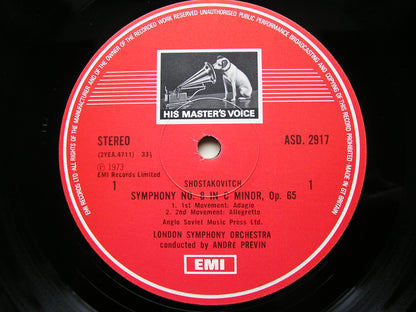 EMI RECORDS LTD. ALL RIGHTS OF THE MANUFACTURER AND OF THE OWNER OF THE RECORDED WORK RESERVED UNAUTHORISED PUBLIC PERFORMANCE BROADCASTING AND COPYING OF THIS RECORD PROHIBITED MADE IN GT BRITAIN
HIS MASTER'S VOICE
STEREO
ASD. 2917
(2YEA.4711) 33⅓
℗ 1973
EMI Records Limited
1
1
SHOSTAKOVITCH
SYMPHONY NO. 8 IN C MINOR, Op. 65
1. 1st Movement: Adagio
2. 2nd Movement: Allegretto
Anglo Soviet Music Press Ltd.
LONDON SYMPHONY ORCHESTRA
conducted by ANDRE PREVIN
EMI